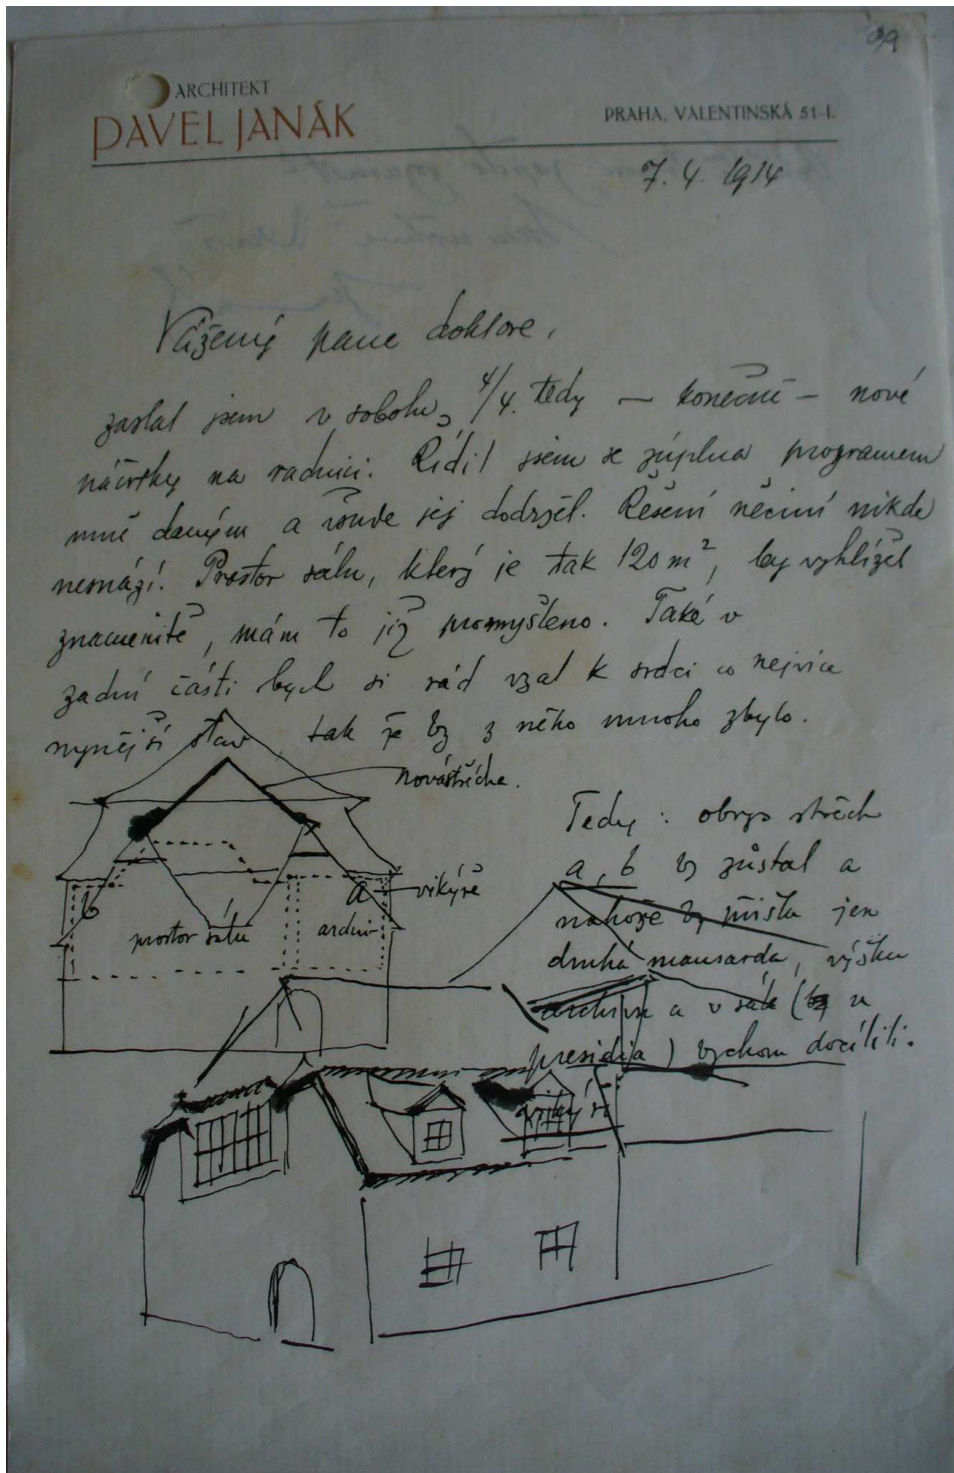 ARCHITEKT
PAVEL JANÁK
PRAHA, VALENTINSKÁ 51-I.
7. 4. 1914
Vážený pane doktore,
zaslal jsem v sobotu, 4/4. tedy — konečně — nové
náčrtky na radnici. Řídil jsem se programem
mně daným a všude jej dodržel. Řešení nečiní nikde
nesnází. Prostor sálu, který je tak 120 m², by vyhlížel
znamenitě, mám to již promyšleno. Také v
zadní části bych si rád vzal k srdci co nejvíce
nynější stav tak že by z něho mnoho zbylo.
nová střecha.
Tedy: obrys střech
a, b by zůstal a
nahoře by přišla jen
druhá mansarda, výšku
archivu a v sále (u
presidia) bychom docílili.
a vikýře
b
prostor sálu
archiv
vikýře